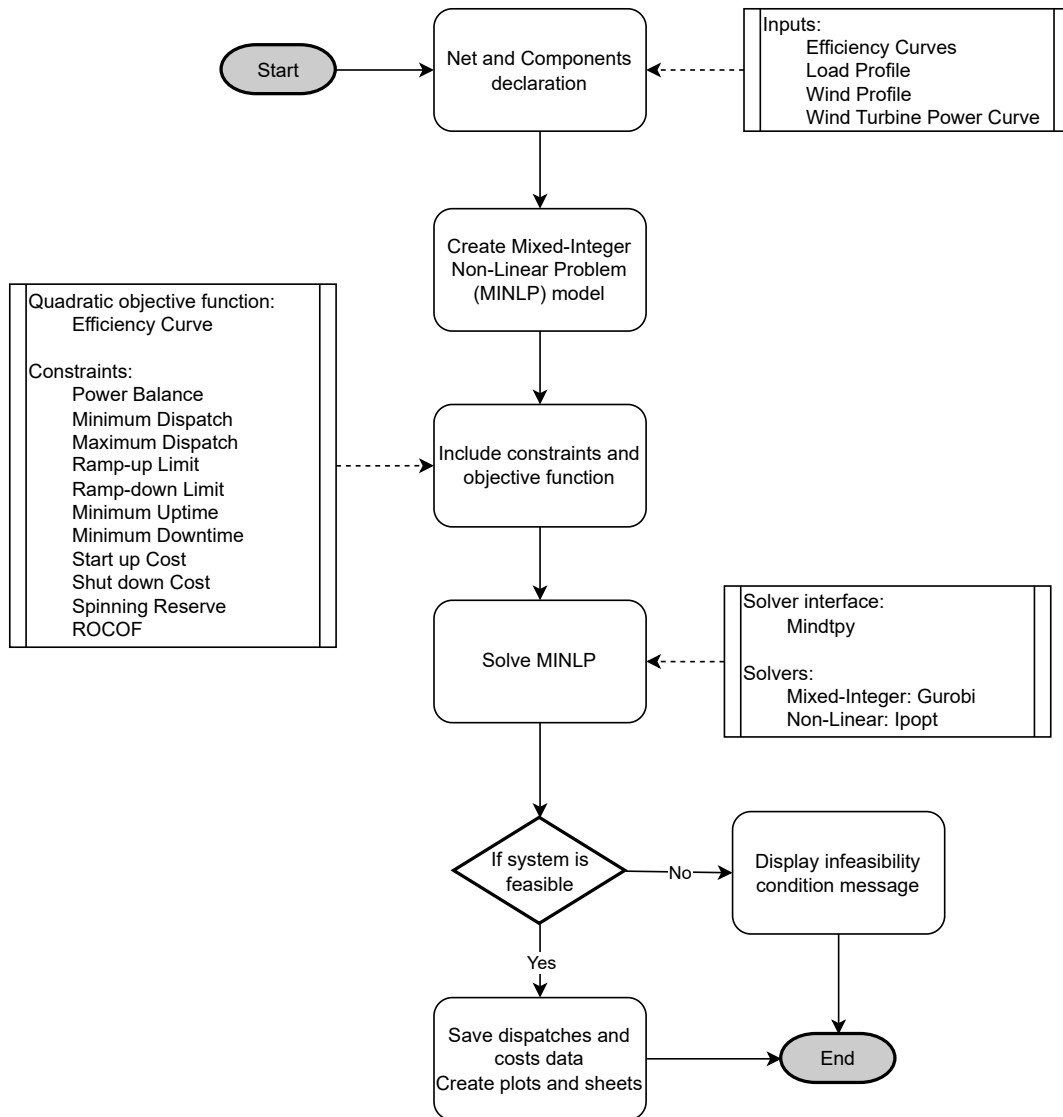 Start
Net and Components
declaration
Inputs:
Efficiency Curves
Load Profile
Wind Profile
Wind Turbine Power Curve
Create Mixed-Integer
Non-Linear Problem
(MINLP) model
Quadratic objective function:
Efficiency Curve
Constraints:
Power Balance
Minimum Dispatch
Maximum Dispatch
Ramp-up Limit
Ramp-down Limit
Minimum Uptime
Minimum Downtime
Start up Cost
Shut down Cost
Spinning Reserve
ROCOF
Include constraints and
objective function
Solve MINLP
Solver interface:
Mindtpy
Solvers:
Mixed-Integer: Gurobi
Non-Linear: Ipopt
If system is
feasible
No
Display infeasibility
condition message
Yes
Save dispatches and
costs data
Create plots and sheets
End